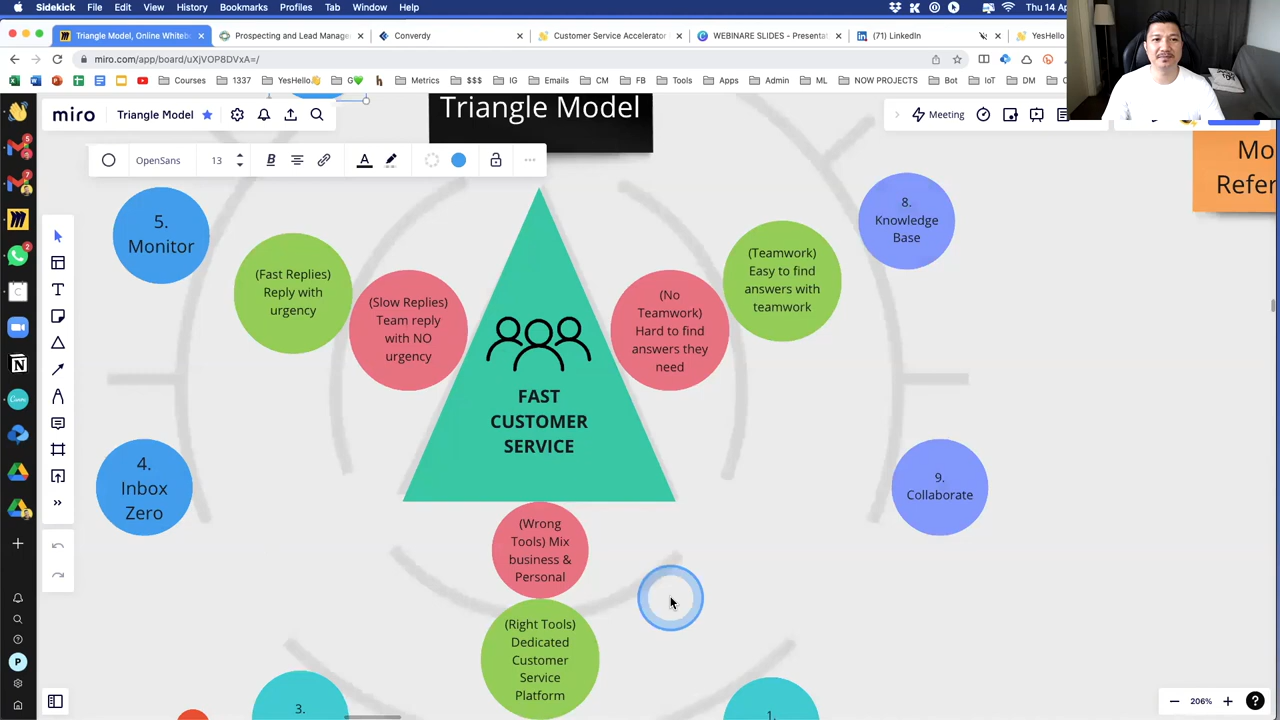 Sidekick File Edit View History Bookmarks Profiles Tab Window Help Thu 14 Ap
Triangle Model, Online Whiteb
Prospecting and Lead Manage
Converdy
Customer Service Accelerator
WEBINARE SLIDES - Presentat
(71) LinkedIn
YesHello
miro.com/app/board/uXjVOP8DVxA=/
Courses 1337 YesHello G Metrics $$$ IG Emails CM FB Tools Apps Admin ML NOW PROJECTS Bot IoT DM
miro Triangle Model
Meeting
OpenSans 13 B A
Triangle Model
Mo
Refer
5.
Monitor
(Fast Replies)
Reply with
urgency
(Slow Replies)
Team reply
with NO
urgency
FAST
CUSTOMER
SERVICE
(No
Teamwork)
Hard to find
answers they
need
(Teamwork)
Easy to find
answers with
teamwork
8.
Knowledge
Base
4.
Inbox
Zero
9.
Collaborate
(Wrong
Tools) Mix
business &
Personal
(Right Tools)
Dedicated
Customer
Service
Platform
3.
1.
P
206%